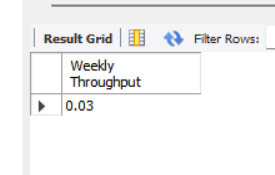 Result Grid Filter Rows:
Weekly
Throughput
0.03